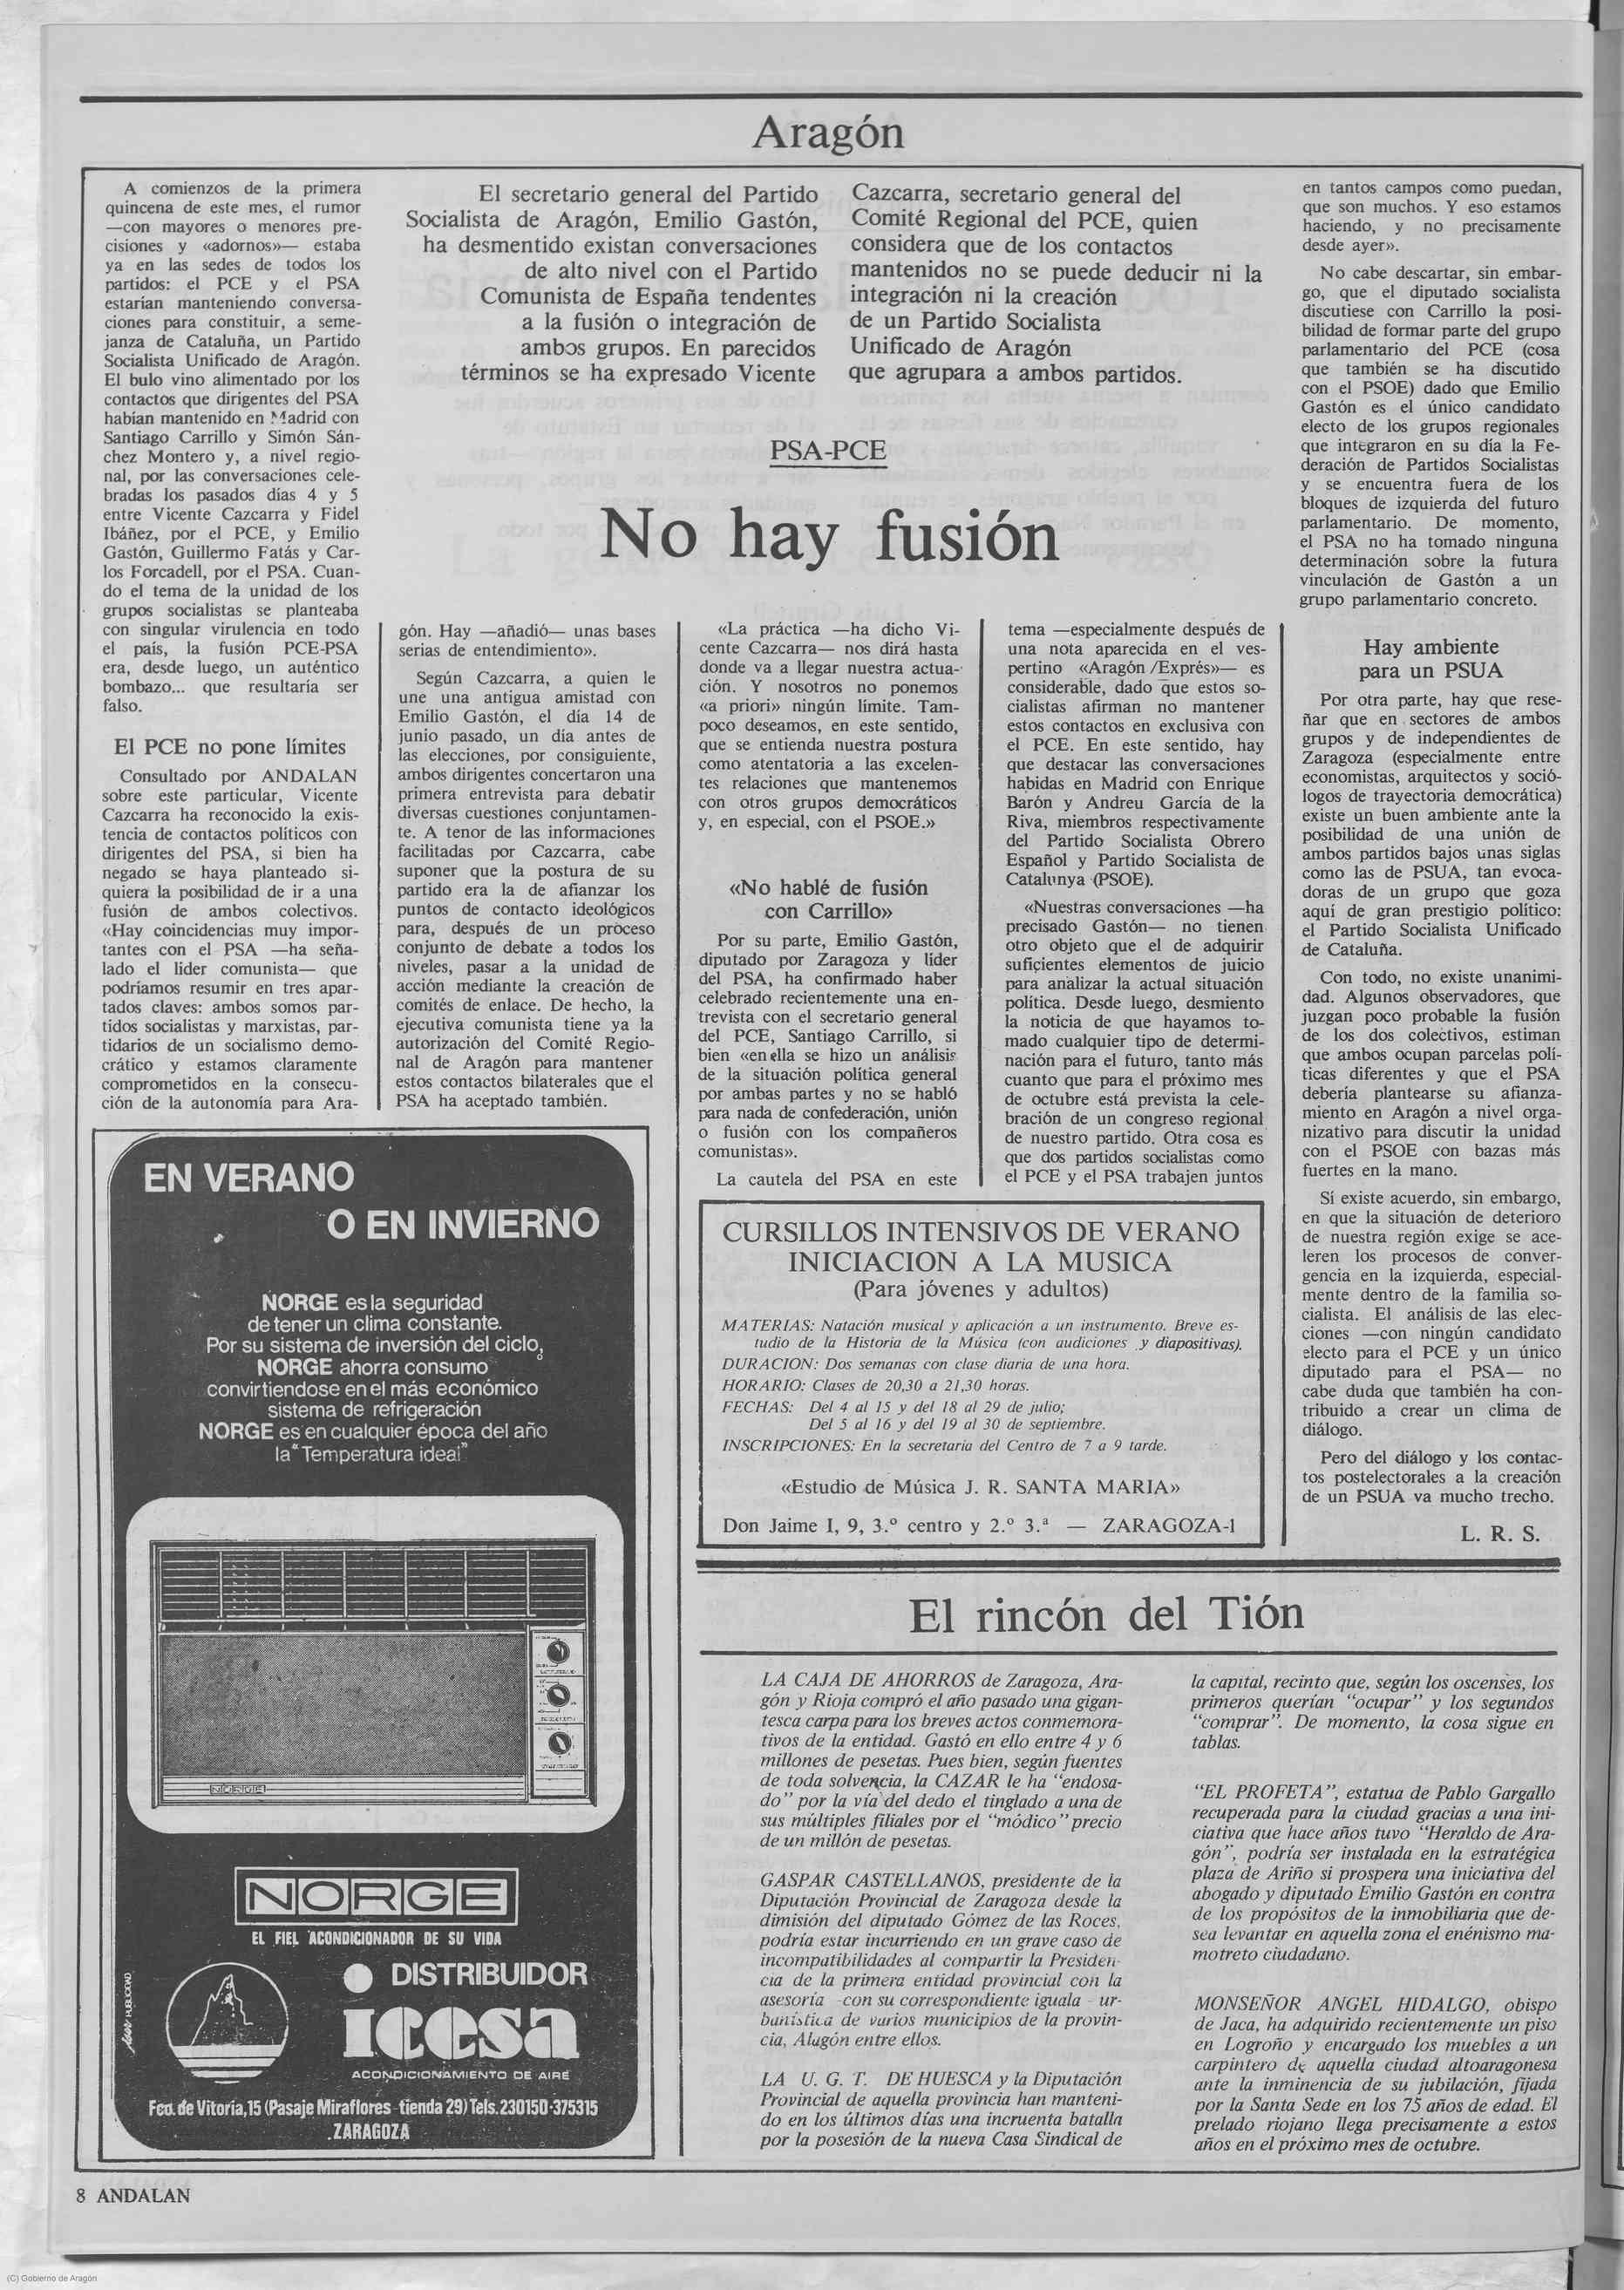 Aragón
A comienzos de la primera
quincena de este mes, el rumor
—con mayores o menores pre-
cisiones y «adornos»— estaba
ya en las sedes de todos los
partidos: el PCE y el PSA
estarían manteniendo conversa-
ciones para constituir, a seme-
janza de Cataluña, un Partido
Socialista Unificado de Aragón.
El bulo vino alimentado por los
contactos que dirigentes del PSA
habían mantenido en Madrid con
Santiago Carrillo y Simón Sán-
chez Montero y, a nivel regio-
nal, por las conversaciones cele-
bradas los pasados días 4 y 5
entre Vicente Cazcarra y Fidel
Ibáñez, por el PCE, y Emilio
Gastón, Guillermo Fatás y Car-
los Forcadell, por el PSA. Cuan-
do el tema de la unidad de los
grupos socialistas se planteaba
con singular virulencia en todo
el país, la fusión PCE-PSA
era, desde luego, un auténtico
bombazo... que resultaría ser
falso.
El PCE no pone límites
Consultado por ANDALAN
sobre este particular, Vicente
Cazcarra ha reconocido la exis-
tencia de contactos políticos con
dirigentes del PSA, si bien ha
negado se haya planteado si-
quiera la posibilidad de ir a una
fusión de ambos colectivos.
«Hay coincidencias muy impor-
tantes con el PSA —ha seña-
lado el líder comunista— que
podríamos resumir en tres apar-
tados claves: ambos somos par-
tidos socialistas y marxistas, par-
tidarios de un socialismo demo-
crático y estamos claramente
comprometidos en la consecu-
ción de la autonomía para Ara-
El secretario general del Partido
Socialista de Aragón, Emilio Gastón,
ha desmentido existan conversaciones
de alto nivel con el Partido
Comunista de España tendentes
a la fusión o integración de
ambos grupos. En parecidos
términos se ha expresado Vicente
Cazcarra, secretario general del
Comité Regional del PCE, quien
considera que de los contactos
mantenidos no se puede deducir ni la
integración ni la creación
de un Partido Socialista
Unificado de Aragón
que agrupara a ambos partidos.
PSA-PCE
No hay fusión
gón. Hay —añadió— unas bases
serias de entendimiento».
Según Cazcarra, a quien le
une una antigua amistad con
Emilio Gastón, el día 14 de
junio pasado, un día antes de
las elecciones, por consiguiente,
ambos dirigentes concertaron una
primera entrevista para debatir
diversas cuestiones conjuntamen-
te. A tenor de las informaciones
facilitadas por Cazcarra, cabe
suponer que la postura de su
partido era la de afianzar los
puntos de contacto ideológicos
para, después de un proceso
conjunto de debate a todos los
niveles, pasar a la unidad de
acción mediante la creación de
comités de enlace. De hecho, la
ejecutiva comunista tiene ya la
autorización del Comité Regio-
nal de Aragón para mantener
estos contactos bilaterales que el
PSA ha aceptado también.
«La práctica —ha dicho Vi-
cente Cazcarra— nos dirá hasta
donde va a llegar nuestra actua-
ción. Y nosotros no ponemos
«a priori» ningún límite. Tam-
poco deseamos, en este sentido,
que se entienda nuestra postura
como atentatoria a las excelen-
tes relaciones que mantenemos
con otros grupos democráticos
y, en especial, con el PSOE.»
«No hablé de fusión
con Carrillo»
Por su parte, Emilio Gastón,
diputado por Zaragoza y líder
del PSA, ha confirmado haber
celebrado recientemente una en-
trevista con el secretario general
del PCE, Santiago Carrillo, si
bien «en ella se hizo un análisis
de la situación política general
por ambas partes y no se habló
para nada de confederación, unión
o fusión con los compañeros
comunistas».
La cautela del PSA en este
tema —especialmente después de
una nota aparecida en el ves-
pertino «Aragón/Exprés»— es
considerable, dado que estos so-
cialistas afirman no mantener
estos contactos en exclusiva con
el PCE. En este sentido, hay
que destacar las conversaciones
habidas en Madrid con Enrique
Barón y Andreu García de la
Riva, miembros respectivamente
del Partido Socialista Obrero
Español y Partido Socialista de
Catalunya (PSOE).
«Nuestras conversaciones —ha
precisado Gastón— no tienen
otro objeto que el de adquirir
suficientes elementos de juicio
para analizar la actual situación
política. Desde luego, desmiento
la noticia de que hayamos to-
mado cualquier tipo de determi-
nación para el futuro, tanto más
cuanto que para el próximo mes
de octubre está prevista la cele-
bración de un congreso regional
de nuestro partido. Otra cosa es
que dos partidos socialistas como
el PCE y el PSA trabajen juntos
en tantos campos como puedan,
que son muchos. Y eso estamos
haciendo, y no precisamente
desde ayer».
No cabe descartar, sin embar-
go, que el diputado socialista
discutiese con Carrillo la posi-
bilidad de formar parte del grupo
parlamentario del PCE (cosa
que también se ha discutido
con el PSOE) dado que Emilio
Gastón es el único candidato
electo de los grupos regionales
que integraron en su día la Fe-
deración de Partidos Socialistas
y se encuentra fuera de los
bloques de izquierda del futuro
parlamentario. De momento,
el PSA no ha tomado ninguna
determinación sobre la futura
vinculación de Gastón a un
grupo parlamentario concreto.
Hay ambiente
para un PSUA
Por otra parte, hay que rese-
ñar que en sectores de ambos
grupos y de independientes de
Zaragoza (especialmente entre
economistas, arquitectos y soció-
logos de trayectoria democrática)
existe un buen ambiente ante la
posibilidad de una unión de
ambos partidos bajos unas siglas
como las de PSUA, tan evoca-
doras de un grupo que goza
aquí de gran prestigio político:
el Partido Socialista Unificado
de Cataluña.
Con todo, no existe unanimi-
dad. Algunos observadores, que
juzgan poco probable la fusión
de los dos colectivos, estiman
que ambos ocupan parcelas polí-
ticas diferentes y que el PSA
debería plantearse su afianza-
miento en Aragón a nivel orga-
nizativo para discutir la unidad
con el PSOE con bazas más
fuertes en la mano.
Sí existe acuerdo, sin embargo,
en que la situación de deterioro
de nuestra región exige se ace-
leren los procesos de conver-
gencia en la izquierda, especial-
mente dentro de la familia so-
cialista. El análisis de las elec-
ciones —con ningún candidato
electo para el PCE y un único
diputado para el PSA— no
cabe duda que también ha con-
tribuido a crear un clima de
diálogo.
Pero del diálogo y los contac-
tos postelectorales a la creación
de un PSUA va mucho trecho.
L. R. S.
EN VERANO
O EN INVIERNO
NORGE es la seguridad
de tener un clima constante.
Por su sistema de inversión del ciclo,
NORGE ahorra consumo
convirtiendose en el más económico
sistema de refrigeración
NORGE es en cualquier época del año
la "Temperatura ideal"
NORGE
NORGE
EL FIEL ACONDICIONADOR DE SU VIDA
DISTRIBUIDOR
icesa
ACONDICIONAMIENTO DE AIRE
Fco. de Vitoria, 15 (Pasaje Miraflores - tienda 29) Tels. 230150-375315
ZARAGOZA
CURSILLOS INTENSIVOS DE VERANO
INICIACION A LA MUSICA
(Para jóvenes y adultos)
MATERIAS: Natación musical y aplicación a un instrumento. Breve es-
tudio de la Historia de la Música (con audiciones y diapositivas).
DURACION: Dos semanas con clase diaria de una hora.
HORARIO: Clases de 20,30 a 21,30 horas.
FECHAS: Del 4 al 15 y del 18 al 29 de julio;
Del 5 al 16 y del 19 al 30 de septiembre.
INSCRIPCIONES: En la secretaría del Centro de 7 a 9 tarde.
«Estudio de Música J. R. SANTA MARIA»
Don Jaime I, 9, 3.º centro y 2.º 3.ª — ZARAGOZA-1
El rincón del Tión
LA CAJA DE AHORROS de Zaragoza, Ara-
gón y Rioja compró el año pasado una gigan-
tesca carpa para los breves actos conmemora-
tivos de la entidad. Gastó en ello entre 4 y 6
millones de pesetas. Pues bien, según fuentes
de toda solvencia, la CAZAR le ha "endosa-
do" por la vía del dedo el tinglado a una de
sus múltiples filiales por el "módico" precio
de un millón de pesetas.
GASPAR CASTELLANOS, presidente de la
Diputación Provincial de Zaragoza desde la
dimisión del diputado Gómez de las Roces,
podría estar incurriendo en un grave caso de
incompatibilidades al compartir la Presiden-
cia de la primera entidad provincial con la
asesoría -con su correspondiente iguala- ur-
banística de varios municipios de la provin-
cia, Alagón entre ellos.
LA U. G. T. DE HUESCA y la Diputación
Provincial de aquella provincia han manteni-
do en los últimos días una incruenta batalla
por la posesión de la nueva Casa Sindical de
la capital, recinto que, según los oscenses, los
primeros querían "ocupar" y los segundos
"comprar". De momento, la cosa sigue en
tablas.
"EL PROFETA", estatua de Pablo Gargallo
recuperada para la ciudad gracias a una ini-
ciativa que hace años tuvo "Heraldo de Ara-
gón", podría ser instalada en la estratégica
plaza de Ariño si prospera una iniciativa del
abogado y diputado Emilio Gastón en contra
de los propósitos de la inmobiliaria que de-
sea levantar en aquella zona el enénismo ma-
motreto ciudadano.
MONSEÑOR ANGEL HIDALGO, obispo
de Jaca, ha adquirido recientemente un piso
en Logroño y encargado los muebles a un
carpintero de aquella ciudad altoaragonesa
ante la inminencia de su jubilación, fijada
por la Santa Sede en los 75 años de edad. El
prelado riojano llega precisamente a estos
años en el próximo mes de octubre.
8 ANDALAN
(C) Gobierno de Aragón